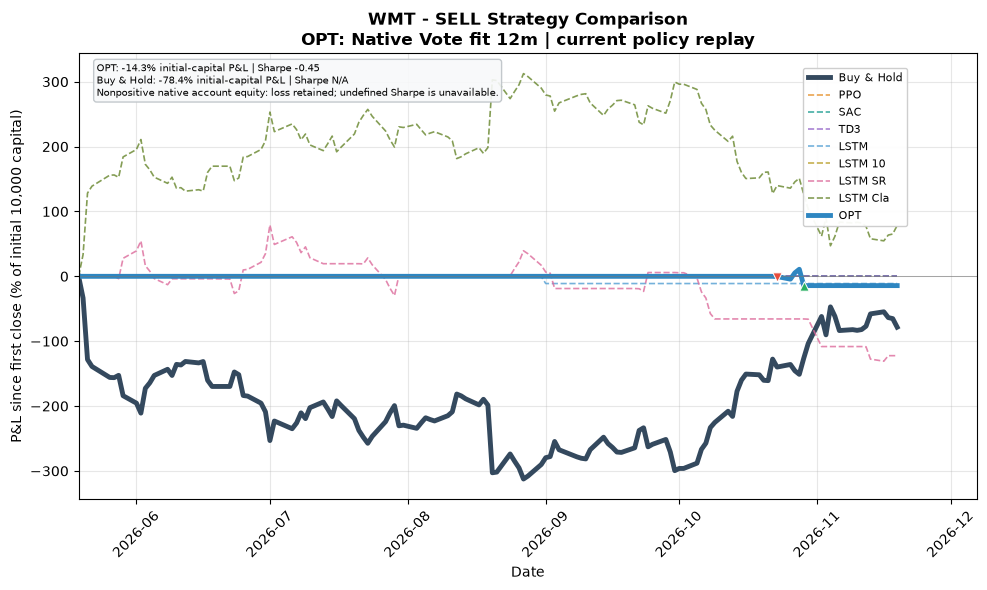 WMT - SELL Strategy Comparison
OPT: Native Vote fit 12m | current policy replay
OPT: -14.3% initial-capital P&L | Sharpe -0.45
Buy & Hold: -78.4% initial-capital P&L | Sharpe N/A
Nonpositive native account equity: loss retained; undefined Sharpe is unavailable.
Buy & Hold
PPO
SAC
TD3
LSTM
LSTM 10
LSTM SR
LSTM Cla
OPT
P&L since first close (% of initial 10,000 capital)
300
200
100
0
−100
−200
−300
2026-06
2026-07
2026-08
2026-09
2026-10
2026-11
2026-12
Date